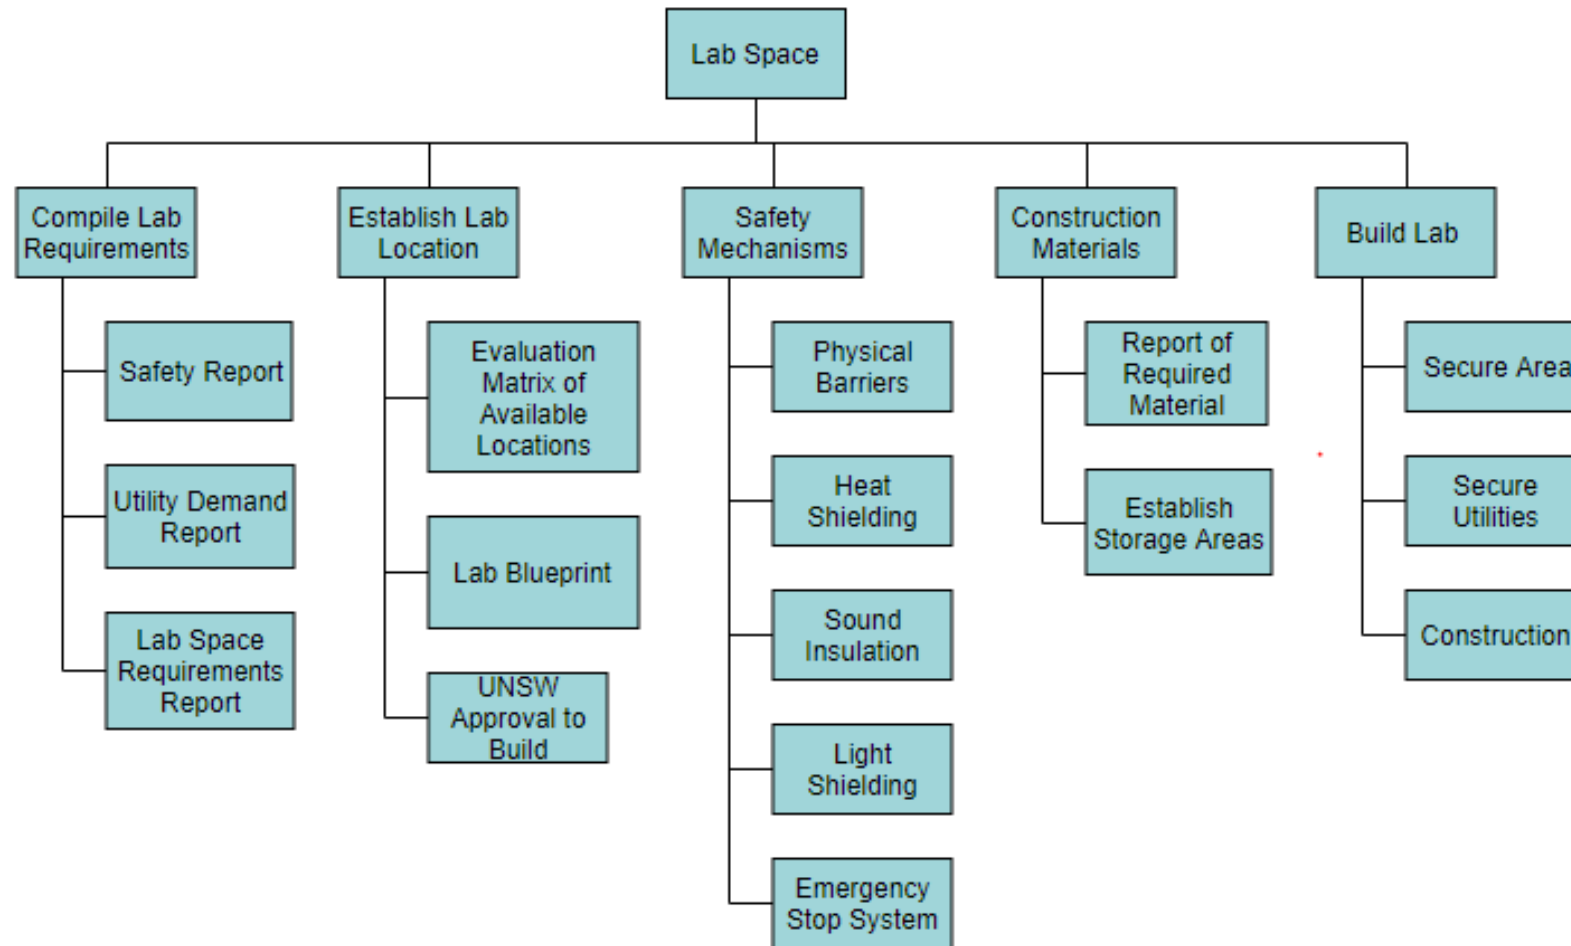 Lab Space
Compile Lab
Requirements
Safety Report
Utility Demand
Report
Lab Space
Requirements
Report
Establish Lab
Location
Evaluation
Matrix of
Available
Locations
Lab Blueprint
UNSW
Approval to
Build
Safety
Mechanisms
Physical
Barriers
Heat
Shielding
Sound
Insulation
Light
Shielding
Emergency
Stop System
Construction
Materials
Report of
Required
Material
Establish
Storage Areas
Build Lab
Secure Area
Secure
Utilities
Construction